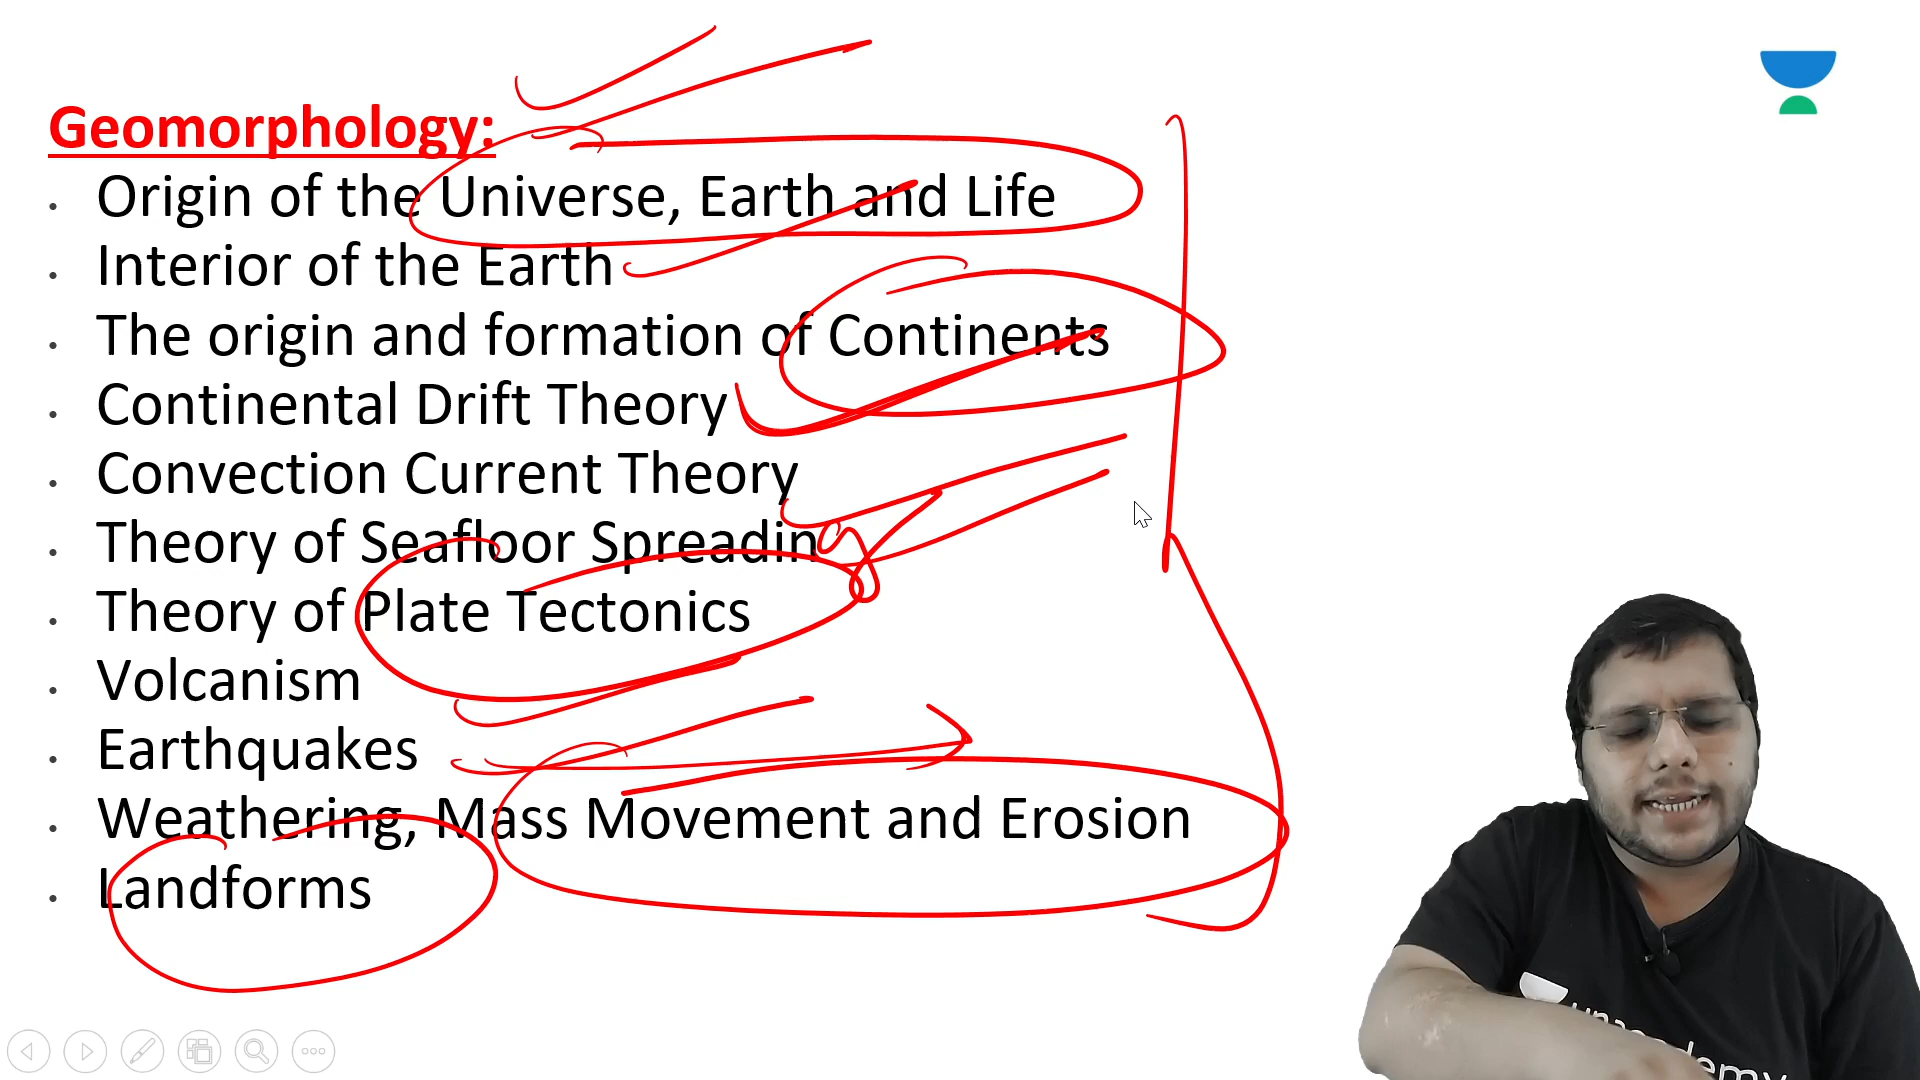 Geomorphology:
• Origin of the Universe, Earth and Life
• Interior of the Earth
• The origin and formation of Continents
• Continental Drift Theory
• Convection Current Theory
• Theory of Seafloor Spreading
• Theory of Plate Tectonics
• Volcanism
• Earthquakes
• Weathering, Mass Movement and Erosion
• Landforms
unacademy